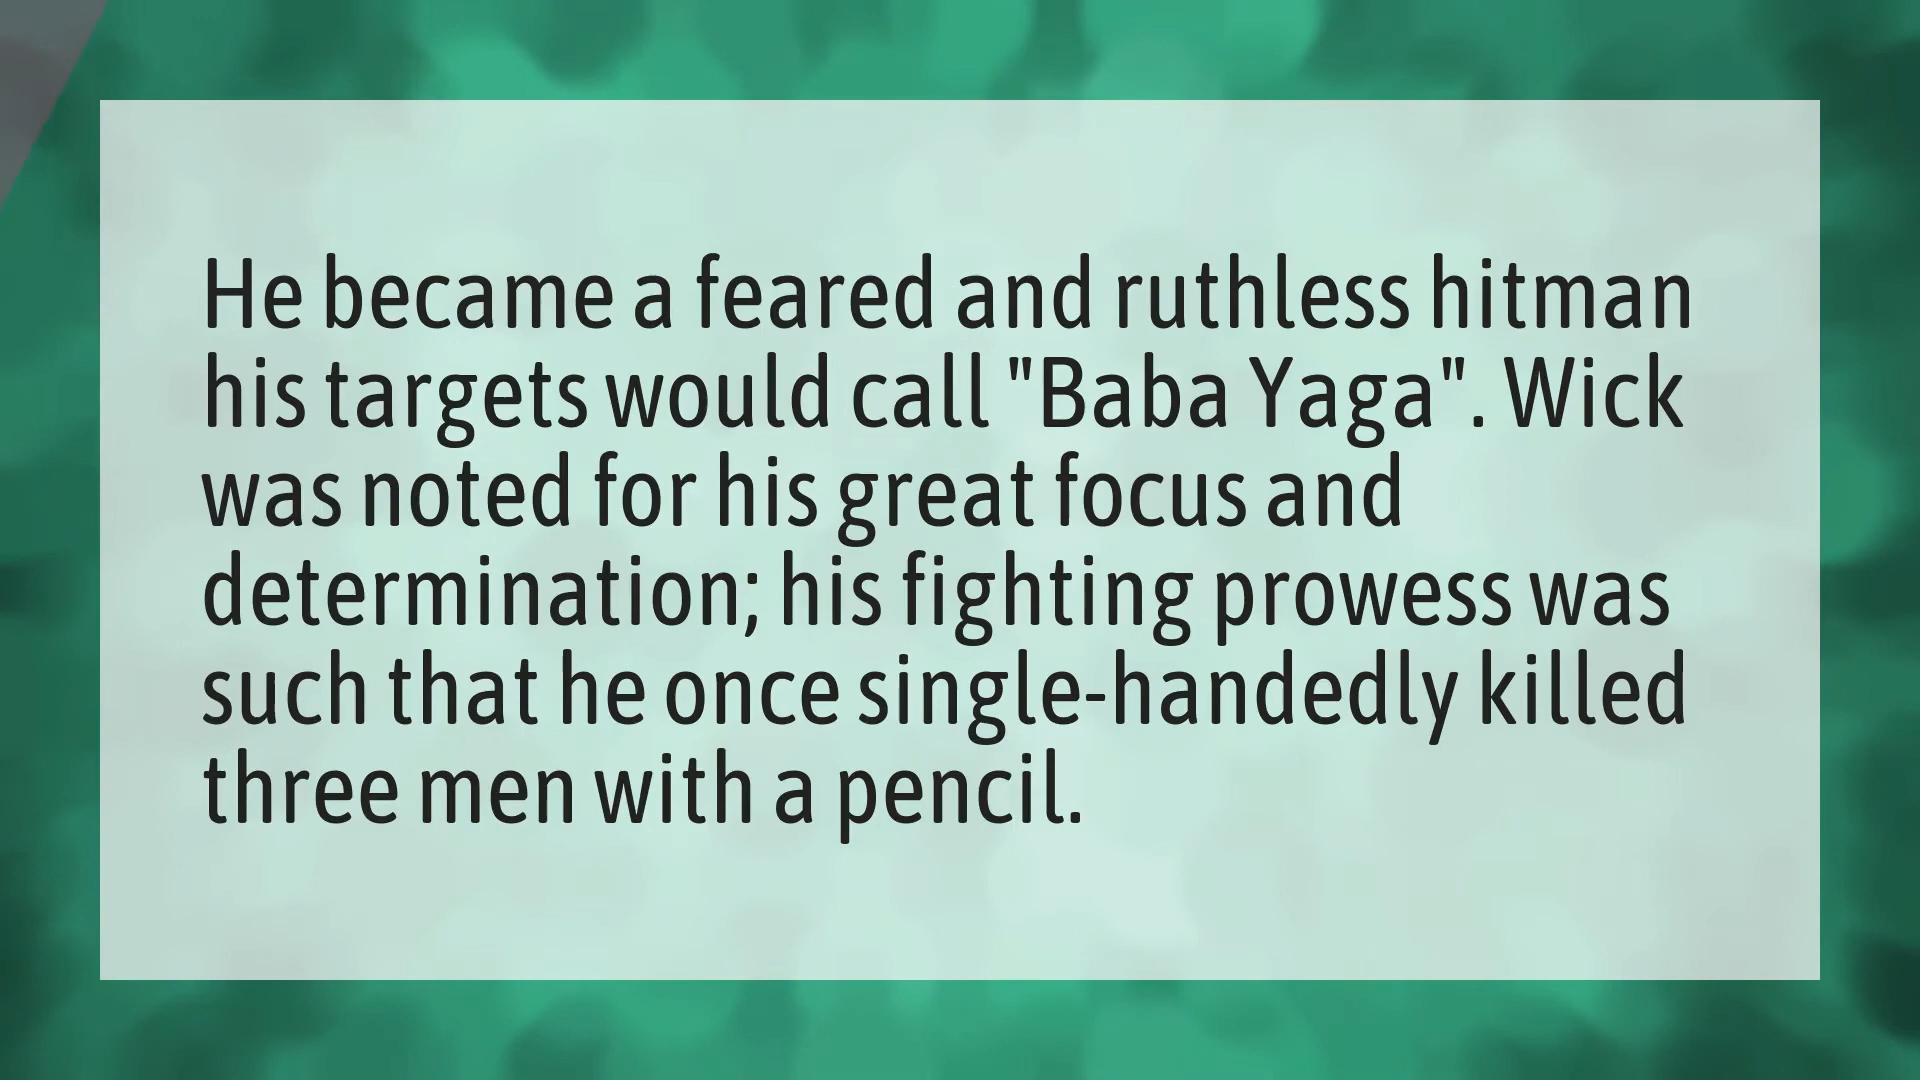 He became a feared and ruthless hitman
his targets would call "Baba Yaga". Wick
was noted for his great focus and
determination; his fighting prowess was
such that he once single-handedly killed
three men with a pencil.